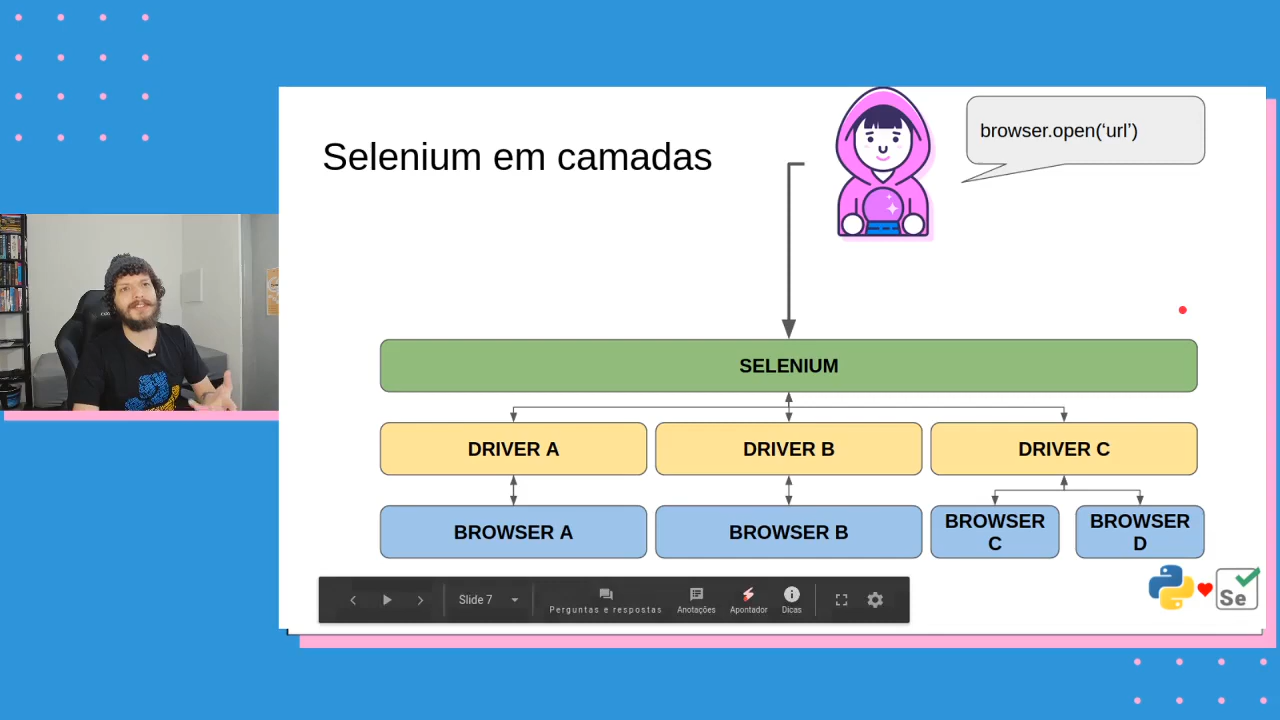 Selenium em camadas
browser.open(‘url’)
SELENIUM
DRIVER A
DRIVER B
DRIVER C
BROWSER A
BROWSER B
BROWSER
C
BROWSER
D
Slide 7
Perguntas e respostas
Anotações
Apontador
Dicas
Se